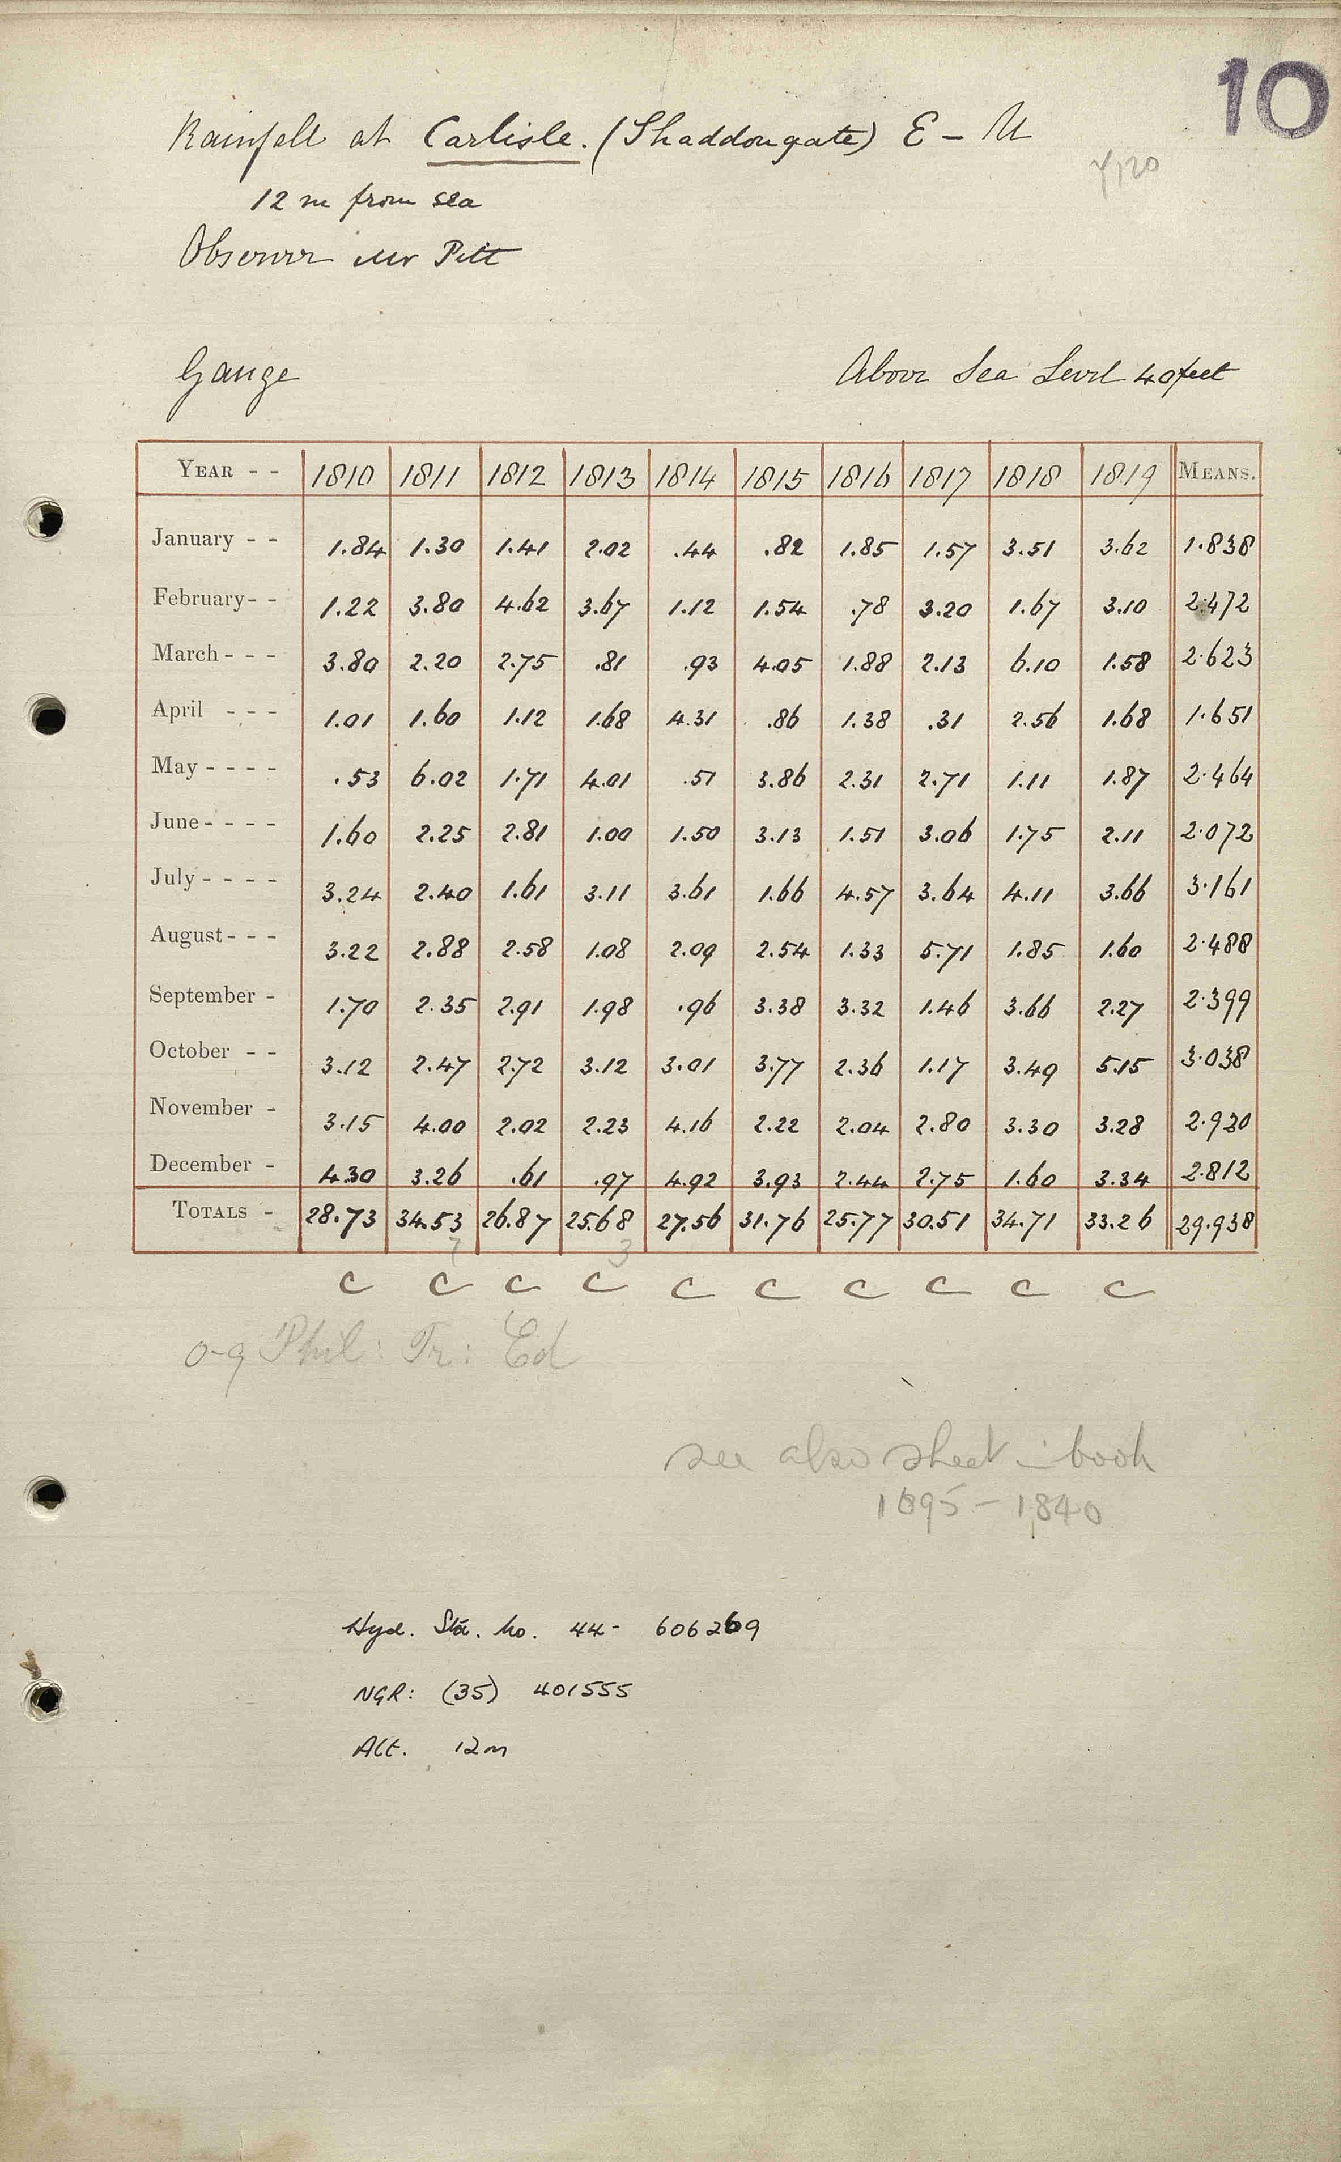 10
Rainfall at Carlisle. (Shaddongate) E - U
12 m from sea
Observer Mr Pitt
Gauge Above Sea Level 40 feet
YEAR - - 1810 1811 1812 1813 1814 1815 1816 1817 1818 1819 MEANS.
January - - 1.84 1.30 1.41 2.02 .44 .82 1.85 1.57 3.51 3.62 1.838
February - - 1.22 3.80 4.62 3.67 1.12 1.54 .78 3.20 1.67 3.10 2.472
March - - - 3.80 2.20 2.75 .81 .93 4.05 1.88 2.13 6.10 1.58 2.623
April - - - 1.01 1.60 1.12 1.68 4.31 .86 1.38 .31 2.56 1.68 1.651
May - - - - .53 6.02 1.71 4.01 .51 3.86 2.31 2.71 1.11 1.87 2.464
June - - - - 1.60 2.25 2.81 1.00 1.50 3.13 1.51 3.06 1.75 2.11 2.072
July - - - - 3.24 2.40 1.61 3.11 3.61 1.66 4.57 3.64 4.11 3.66 3.161
August - - - 3.22 2.88 2.58 1.08 2.09 2.54 1.33 5.71 1.85 1.60 2.488
September - 1.70 2.35 2.91 1.98 .96 3.38 3.32 1.46 3.66 2.27 2.399
October - - 3.12 2.47 2.72 3.12 3.01 3.77 2.36 1.17 3.49 5.15 3.038
November - 3.15 4.00 2.02 2.23 4.16 2.22 2.04 2.80 3.30 3.28 2.920
December - 4.30 3.26 .61 .97 4.92 3.93 2.44 2.75 1.60 3.34 2.812
TOTALS - 28.73 34.53 26.87 25.68 27.56 31.76 25.77 30.51 34.71 33.26 29.938
7 3
C C C C C C C C C C
0-9 Phil: Tr: Ed
see also sheet in book
1895 - 1840
Hyd. Sta. No. 44- 606269
NGR: (35) 401555
Alt. 12m